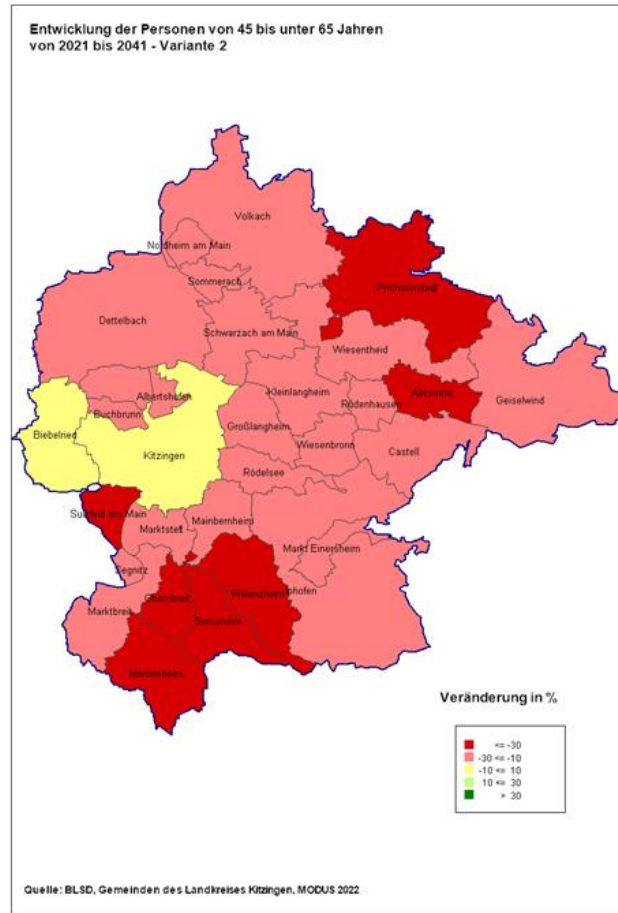 Entwicklung der Personen von 45 bis unter 65 Jahren
von 2021 bis 2041 - Variante 2
Volkach
Nordheim am Main
Sommerach
Prichsenstadt
Dettelbach
Schwarzach am Main
Wiesentheid
Kleinlangheim
Abtswind
Geiselwind
Albertshofen
Rüdenhausen
Buchbrunn
Großlangheim
Biebelried
Wiesenbronn
Castell
Kitzingen
Rödelsee
Sulzfeld am Main
Mainbernheim
Marktsteft
Markt Einersheim
Segnitz
Iphofen
Willanzheim
Obernbreit
Marktbreit
Seinsheim
Martinsheim
Veränderung in %
<= -30
-30 <= -10
-10 <= 10
10 <= 30
> 30
Quelle: BLSD, Gemeinden des Landkreises Kitzingen, MODUS 2022